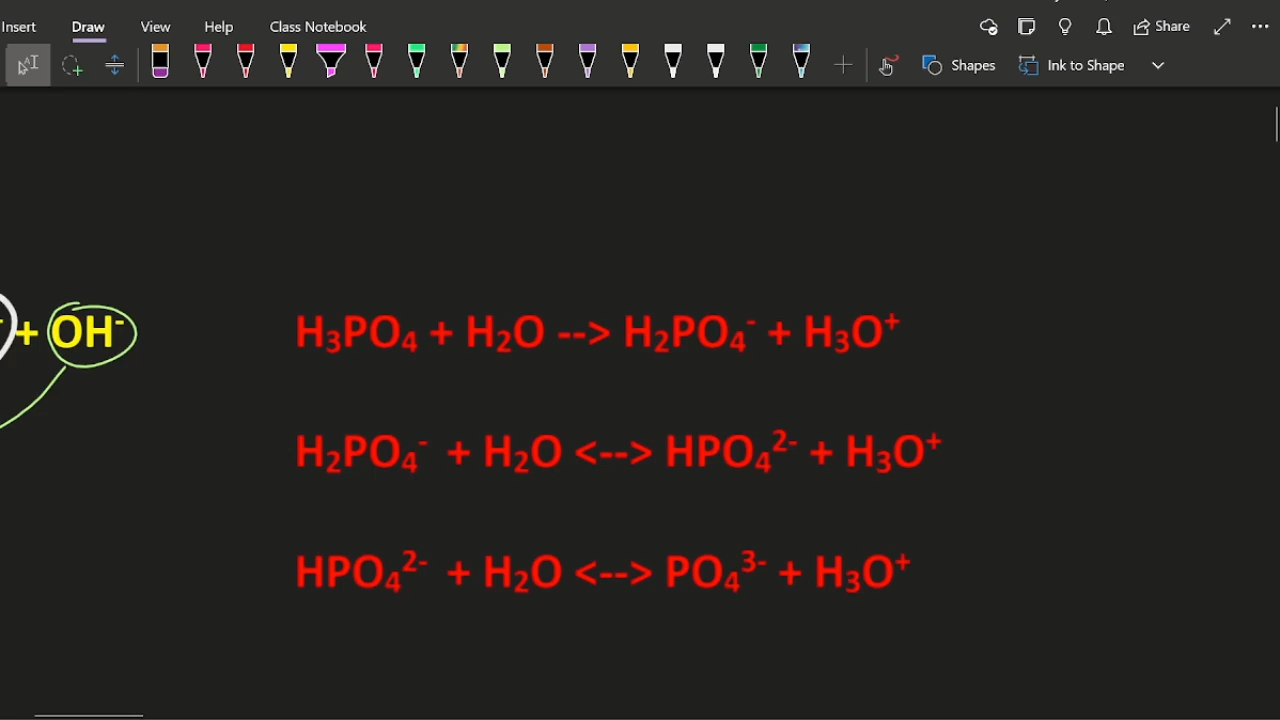 Insert Draw View Help Class Notebook Share
Shapes Ink to Shape
- + OH⁻
H₃PO₄ + H₂O --> H₂PO₄⁻ + H₃O⁺
H₂PO₄⁻ + H₂O <--> HPO₄²⁻ + H₃O⁺
HPO₄²⁻ + H₂O <--> PO₄³⁻ + H₃O⁺